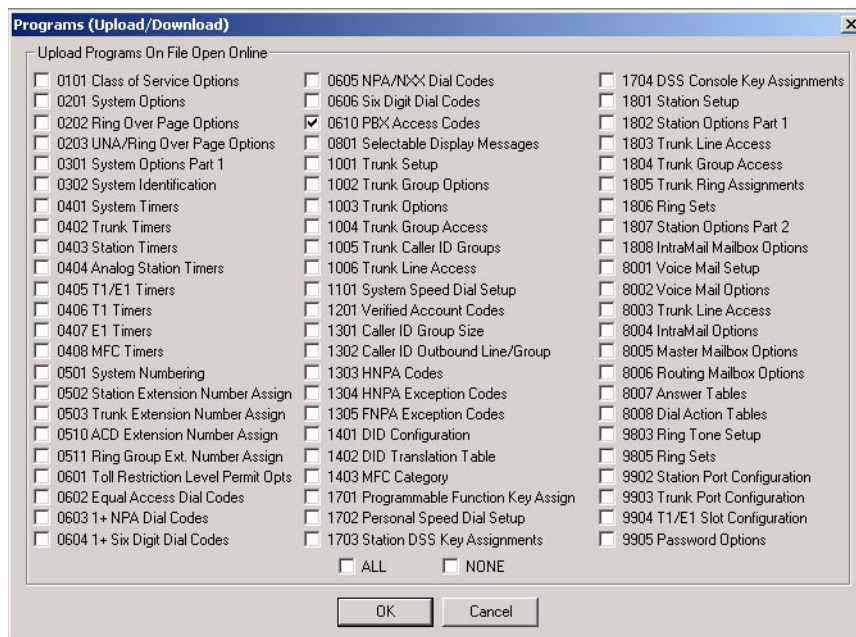 Programs (Upload/Download)
Upload Programs On File Open Online
0101 Class of Service Options
0201 System Options
0202 Ring Over Page Options
0203 UNA/Ring Over Page Options
0301 System Options Part 1
0302 System Identification
0401 System Timers
0402 Trunk Timers
0403 Station Timers
0404 Analog Station Timers
0405 T1/E1 Timers
0406 T1 Timers
0407 E1 Timers
0408 MFC Timers
0501 System Numbering
0502 Station Extension Number Assign
0503 Trunk Extension Number Assign
0510 ACD Extension Number Assign
0511 Ring Group Ext. Number Assign
0601 Toll Restriction Level Permit Opts
0602 Equal Access Dial Codes
0603 1+ NPA Dial Codes
0604 1+ Six Digit Dial Codes
0605 NPA/NXX Dial Codes
0606 Six Digit Dial Codes
0610 PBX Access Codes
0801 Selectable Display Messages
1001 Trunk Setup
1002 Trunk Group Options
1003 Trunk Options
1004 Trunk Group Access
1005 Trunk Caller ID Groups
1006 Trunk Line Access
1101 System Speed Dial Setup
1201 Verified Account Codes
1301 Caller ID Group Size
1302 Caller ID Outbound Line/Group
1303 HNPA Codes
1304 HNPA Exception Codes
1305 FNPA Exception Codes
1401 DID Configuration
1402 DID Translation Table
1403 MFC Category
1701 Programmable Function Key Assign
1702 Personal Speed Dial Setup
1703 Station DSS Key Assignments
1704 DSS Console Key Assignments
1801 Station Setup
1802 Station Options Part 1
1803 Trunk Line Access
1804 Trunk Group Access
1805 Trunk Ring Assignments
1806 Ring Sets
1807 Station Options Part 2
1808 IntraMail Mailbox Options
8001 Voice Mail Setup
8002 Voice Mail Options
8003 Trunk Line Access
8004 IntraMail Options
8005 Master Mailbox Options
8006 Routing Mailbox Options
8007 Answer Tables
8008 Dial Action Tables
9803 Ring Tone Setup
9805 Ring Sets
9902 Station Port Configuration
9903 Trunk Port Configuration
9904 T1/E1 Slot Configuration
9905 Password Options
ALL
NONE
OK
Cancel